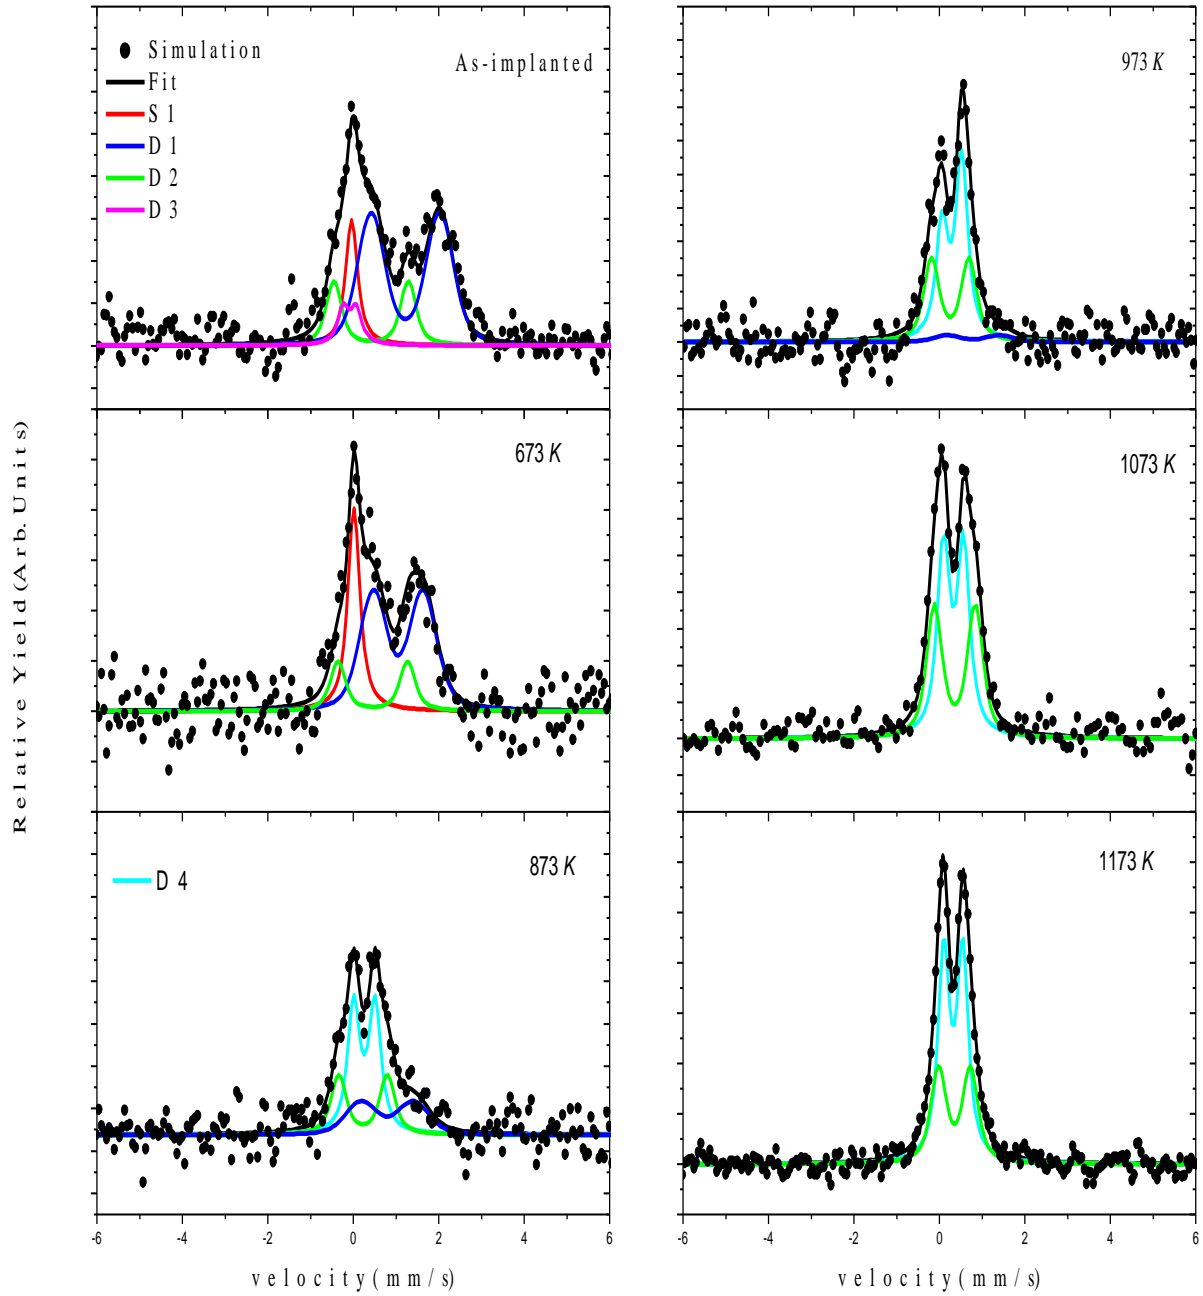 Simulation
Fit
S 1
D 1
D 2
D 3
As-implanted
973 K
673 K
1073 K
D 4
873 K
1173 K
Relative Yield (Arb. Units)
-6 -4 -2 0 2 4 6
-6 -4 -2 0 2 4 6
velocity (mm/s)
velocity (mm/s)